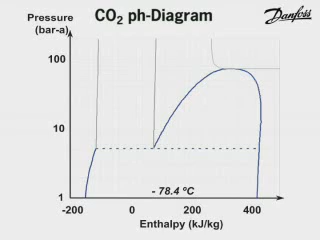 CO2 ph-Diagram
Danfoss
Pressure
(bar-a)
100
10
1
- 78.4 °C
-200 0 200 400
Enthalpy (kJ/kg)